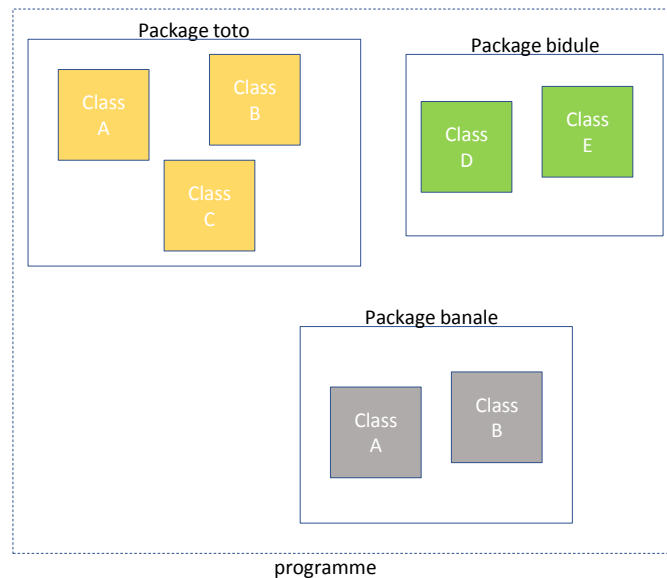 Package toto
Class
A
Class
B
Class
C
Package bidule
Class
D
Class
E
Package banale
Class
A
Class
B
programme